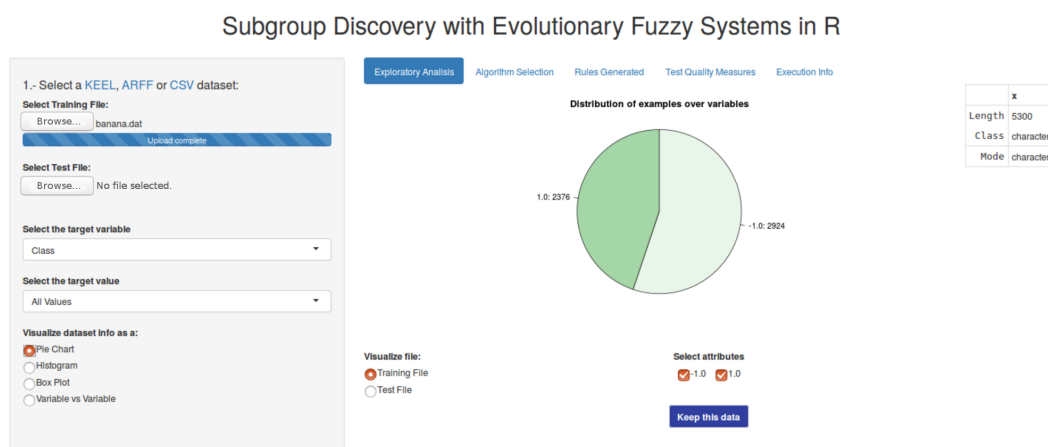 Subgroup Discovery with Evolutionary Fuzzy Systems in R
1.- Select a KEEL, ARFF or CSV dataset:
Select Training File:
Browse... banana.dat
Upload complete
Select Test File:
Browse... No file selected.
Select the target variable
Class
Select the target value
All Values
Visualize dataset info as a:
Pie Chart
Histogram
Box Plot
Variable vs Variable
Exploratory Analisis Algorithm Selection Rules Generated Test Quality Measures Execution Info
Distribution of examples over variables
1.0: 2376
-1.0: 2924
Visualize file:
Training File
Test File
Select attributes
-1.0 1.0
Keep this data
x
Length 5300
Class character
Mode character